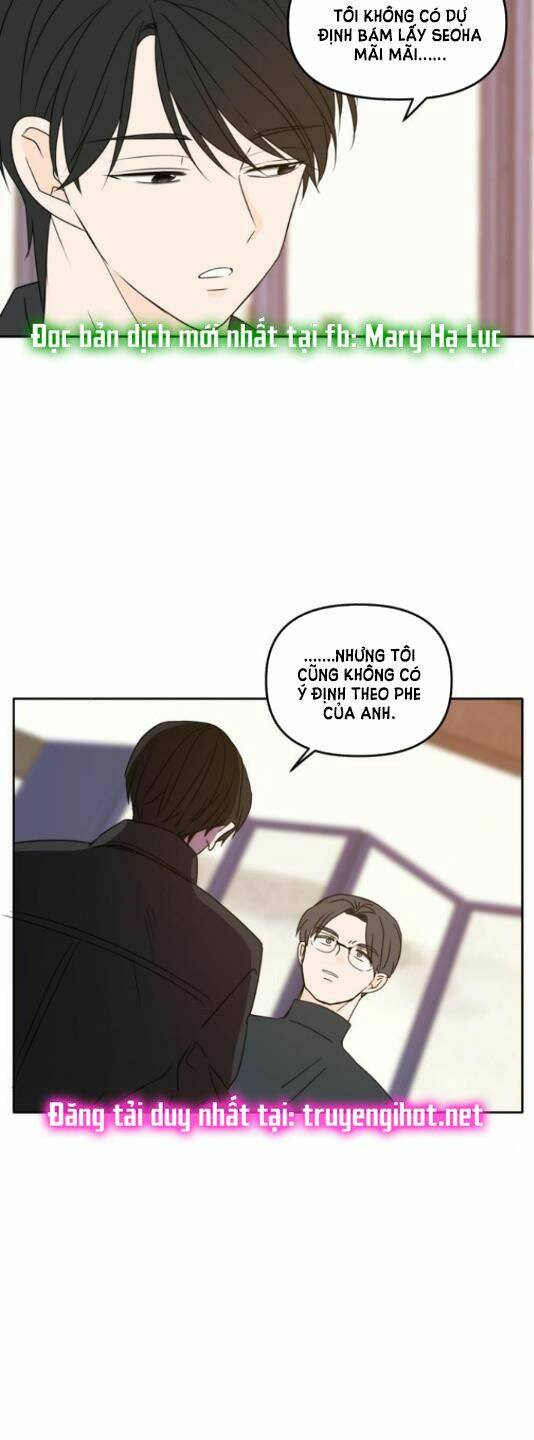 TÔI KHÔNG CÓ DỰ
ĐỊNH BÁM LẤY SEOHA
MÃI MÃI......
Đọc bản dịch mới nhất tại fb: Mary Hạ Lục
.......NHƯNG TÔI
CŨNG KHÔNG CÓ
Ý ĐỊNH THEO PHE
CỦA ANH.
Đăng tải duy nhất tại: truyengihot.net